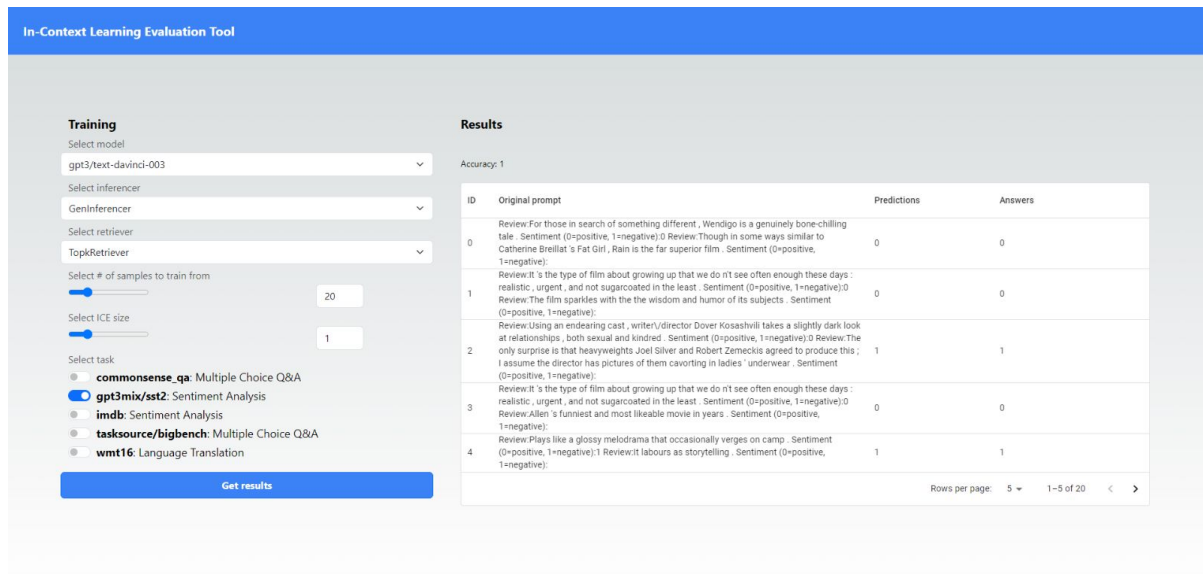 In-Context Learning Evaluation Tool
Training
Select model
gpt3/text-davinci-003
Select inferencer
GenInferencer
Select retriever
TopkRetriever
Select # of samples to train from
20
Select ICE size
1
Select task
commonsense_qa: Multiple Choice Q&A
gpt3mix/sst2: Sentiment Analysis
imdb: Sentiment Analysis
tasksource/bigbench: Multiple Choice Q&A
wmt16: Language Translation
Get results
Results
Accuracy: 1
ID Original prompt Predictions Answers
Review:For those in search of something different , Wendigo is a genuinely bone-chilling
tale . Sentiment (0=positive, 1=negative):0 Review:Though in some ways similar to
0 Catherine Breillat 's Fat Girl , Rain is the far superior film . Sentiment (0=positive, 0 0
1=negative):
Review:It 's the type of film about growing up that we do n't see often enough these days :
realistic , urgent , and not sugarcoated in the least . Sentiment (0=positive, 1=negative):0
1 Review:The film sparkles with the the wisdom and humor of its subjects . Sentiment 0 0
(0=positive, 1=negative):
Review:Using an endearing cast , writer\/director Dover Kosashvili takes a slightly dark look
at relationships , both sexual and kindred . Sentiment (0=positive, 1=negative):0 Review:The
2 only surprise is that heavyweights Joel Silver and Robert Zemeckis agreed to produce this ; 1 1
I assume the director has pictures of them cavorting in ladies ' underwear . Sentiment
(0=positive, 1=negative):
Review:It 's the type of film about growing up that we do n't see often enough these days :
realistic , urgent , and not sugarcoated in the least . Sentiment (0=positive, 1=negative):0
3 Review:Allen 's funniest and most likeable movie in years . Sentiment (0=positive, 0 0
1=negative):
Review:Plays like a glossy melodrama that occasionally verges on camp . Sentiment
4 (0=positive, 1=negative):1 Review:It labours as storytelling . Sentiment (0=positive, 1 1
1=negative):
Rows per page: 5 1–5 of 20